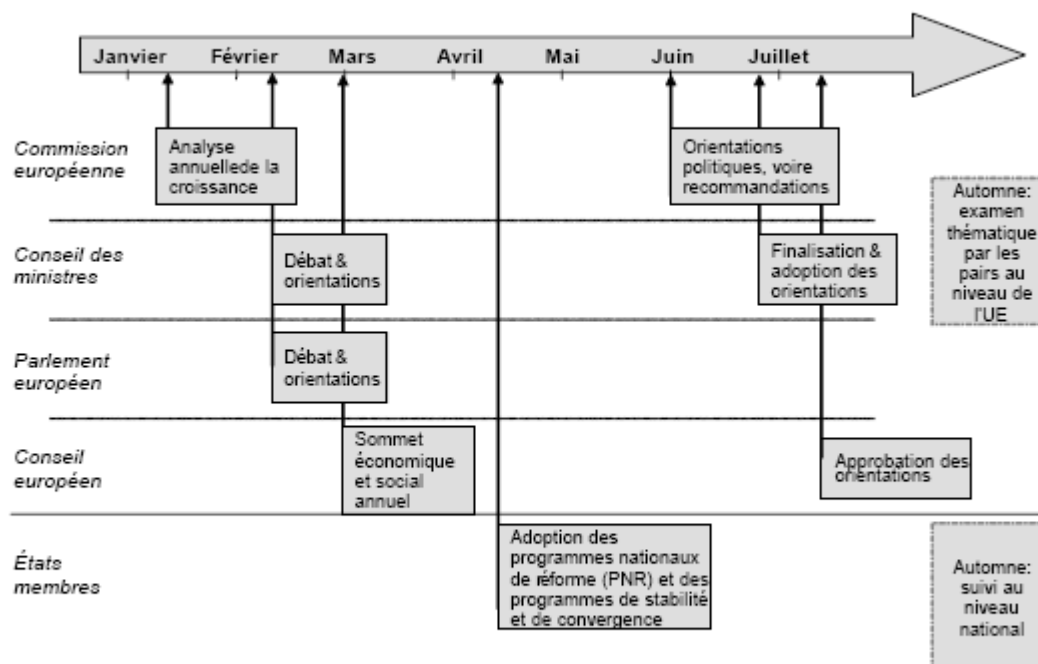 Janvier Février Mars Avril Mai Juin Juillet
Commission
européenne
Analyse
annuellede la
croissance
Orientations
politiques, voire
recommandations
Automne:
examen
thématique
par les
pairs au
niveau de
l'UE
Conseil des
ministres
Débat &
orientations
Finalisation &
adoption des
orientations
Parlement
européen
Débat &
orientations
Conseil
européen
Sommet
économique
et social
annuel
Approbation des
orientations
États
membres
Adoption des
programmes nationaux
de réforme (PNR) et des
programmes de stabilité
et de convergence
Automne:
suivi au
niveau
national